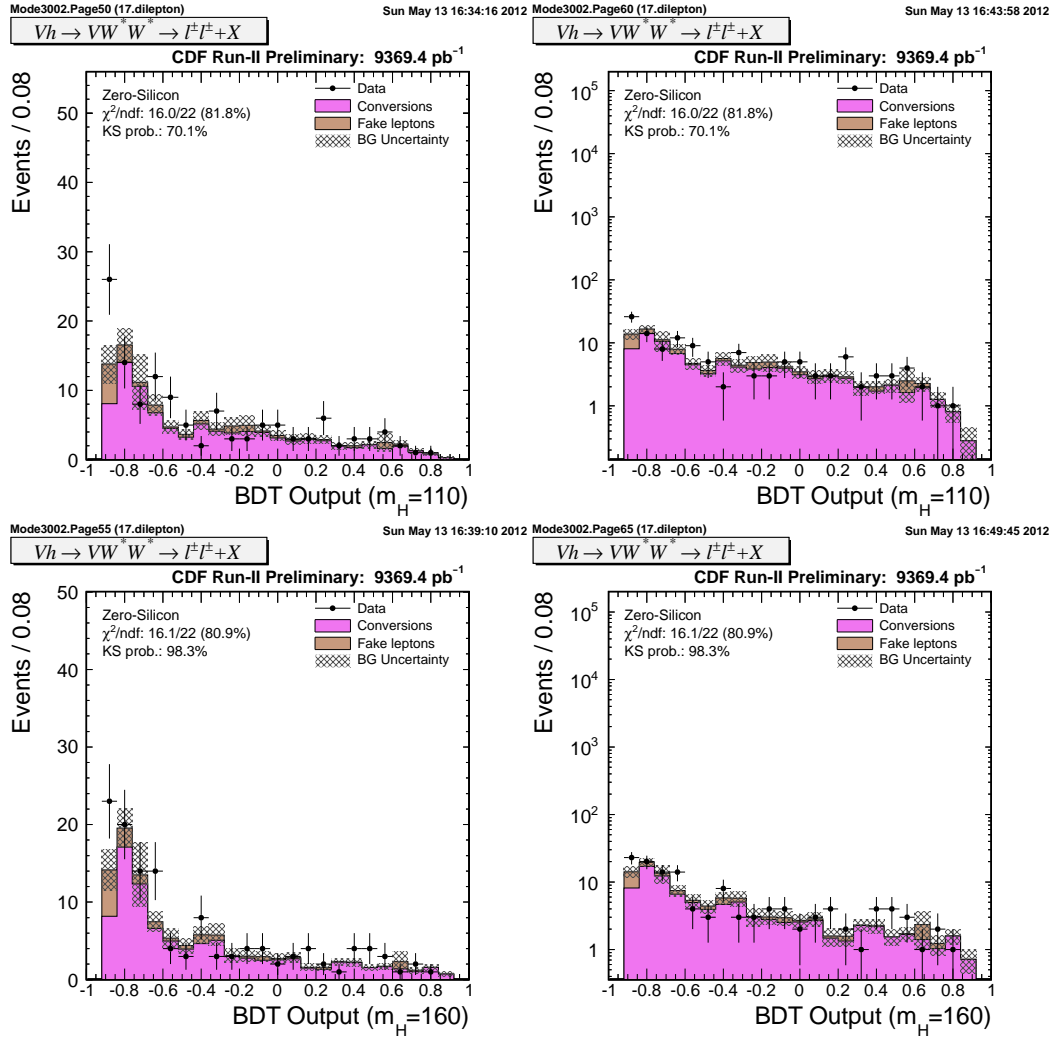 Mode3002.Page50 (17.dilepton)
Sun May 13 16:34:16 2012
Vh → VW*W* → l±l±+X
CDF Run-II Preliminary: 9369.4 pb⁻¹
Zero-Silicon
χ²/ndf: 16.0/22 (81.8%)
KS prob.: 70.1%
Data
Conversions
Fake leptons
BG Uncertainty
Events / 0.08
50
40
30
20
10
0
-1 -0.8 -0.6 -0.4 -0.2 0 0.2 0.4 0.6 0.8 1
BDT Output (m_H=110)
Mode3002.Page60 (17.dilepton)
Sun May 13 16:43:58 2012
Vh → VW*W* → l±l±+X
CDF Run-II Preliminary: 9369.4 pb⁻¹
Zero-Silicon
χ²/ndf: 16.0/22 (81.8%)
KS prob.: 70.1%
Data
Conversions
Fake leptons
BG Uncertainty
Events / 0.08
10⁵
10⁴
10³
10²
10
1
-1 -0.8 -0.6 -0.4 -0.2 0 0.2 0.4 0.6 0.8 1
BDT Output (m_H=110)
Mode3002.Page55 (17.dilepton)
Sun May 13 16:39:10 2012
Vh → VW*W* → l±l±+X
CDF Run-II Preliminary: 9369.4 pb⁻¹
Zero-Silicon
χ²/ndf: 16.1/22 (80.9%)
KS prob.: 98.3%
Data
Conversions
Fake leptons
BG Uncertainty
Events / 0.08
50
40
30
20
10
0
-1 -0.8 -0.6 -0.4 -0.2 0 0.2 0.4 0.6 0.8 1
BDT Output (m_H=160)
Mode3002.Page65 (17.dilepton)
Sun May 13 16:49:45 2012
Vh → VW*W* → l±l±+X
CDF Run-II Preliminary: 9369.4 pb⁻¹
Zero-Silicon
χ²/ndf: 16.1/22 (80.9%)
KS prob.: 98.3%
Data
Conversions
Fake leptons
BG Uncertainty
Events / 0.08
10⁵
10⁴
10³
10²
10
1
-1 -0.8 -0.6 -0.4 -0.2 0 0.2 0.4 0.6 0.8 1
BDT Output (m_H=160)